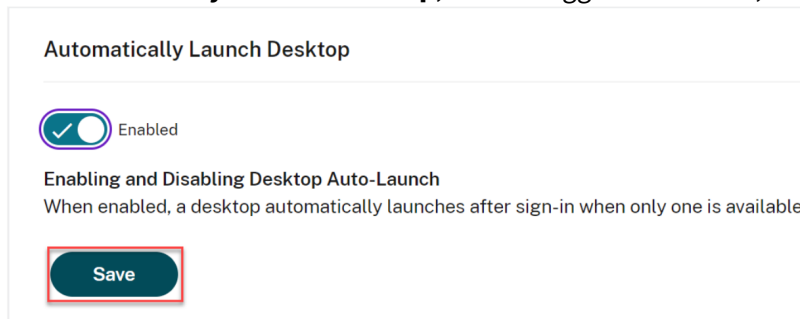 Automatically Launch Desktop
Enabled
Enabling and Disabling Desktop Auto-Launch
When enabled, a desktop automatically launches after sign-in when only one is available
Save